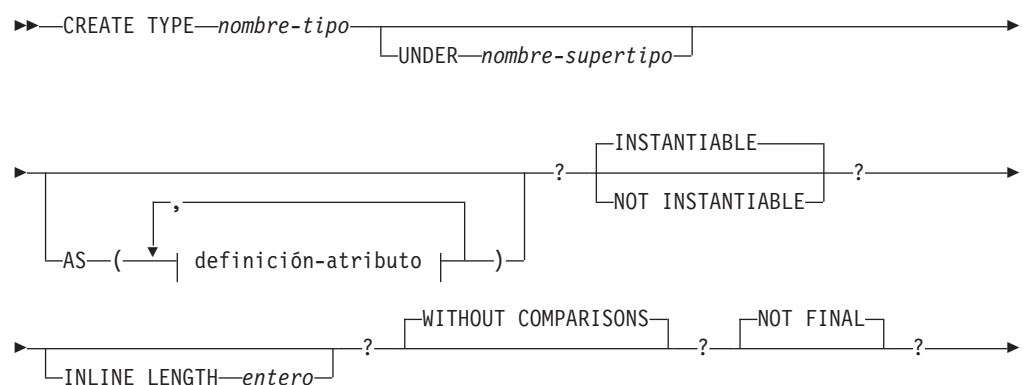 CREATE TYPE nombre-tipo
UNDER nombre-supertipo
AS ( , definición-atributo ) ? INSTANTIABLE ?
NOT INSTANTIABLE
INLINE LENGTH entero ? WITHOUT COMPARISONS ? NOT FINAL ?